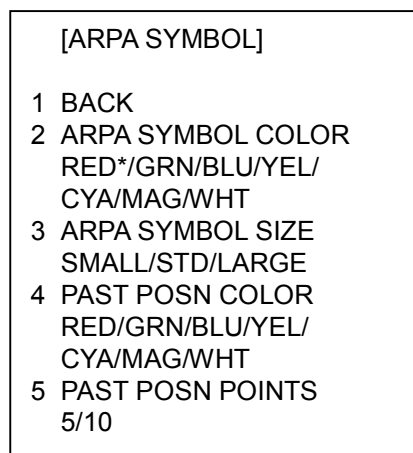 [ARPA SYMBOL]
1 BACK
2 ARPA SYMBOL COLOR
RED*/GRN/BLU/YEL/
CYA/MAG/WHT
3 ARPA SYMBOL SIZE
SMALL/STD/LARGE
4 PAST POSN COLOR
RED/GRN/BLU/YEL/
CYA/MAG/WHT
5 PAST POSN POINTS
5/10